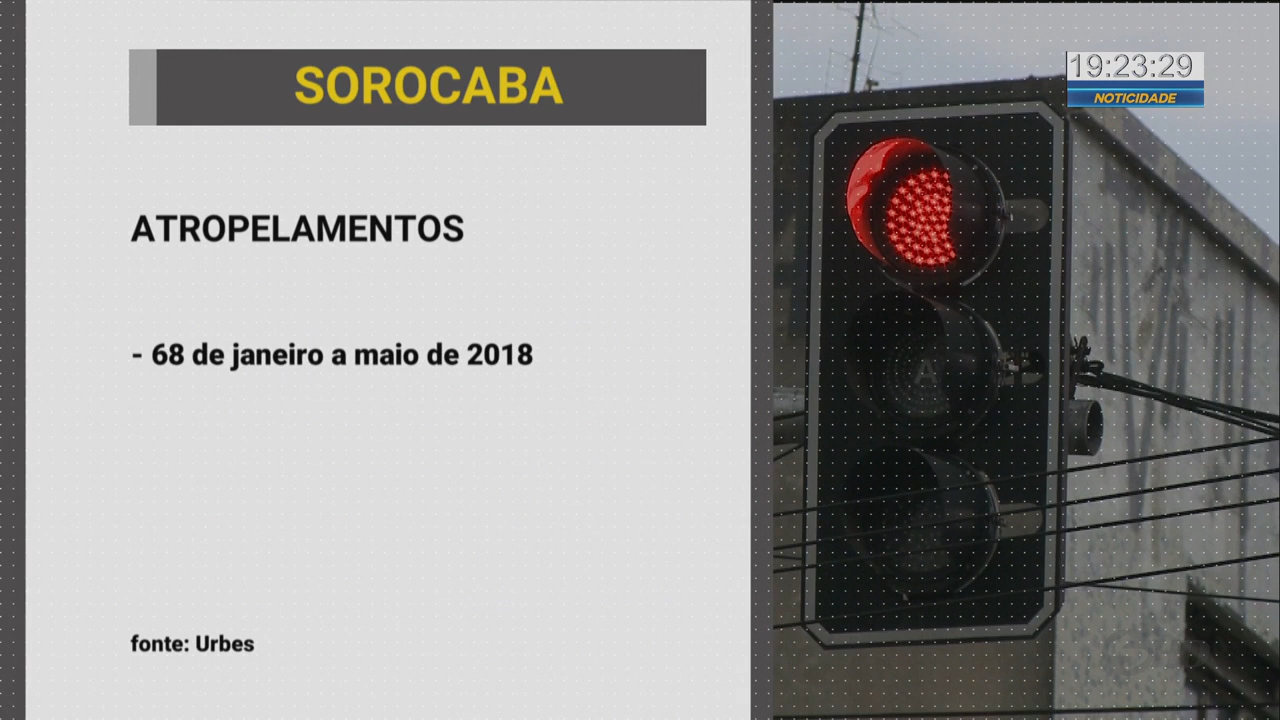 SOROCABA
ATROPELAMENTOS
- 68 de janeiro a maio de 2018
fonte: Urbes
19:23:29
NOTICIDADE
A